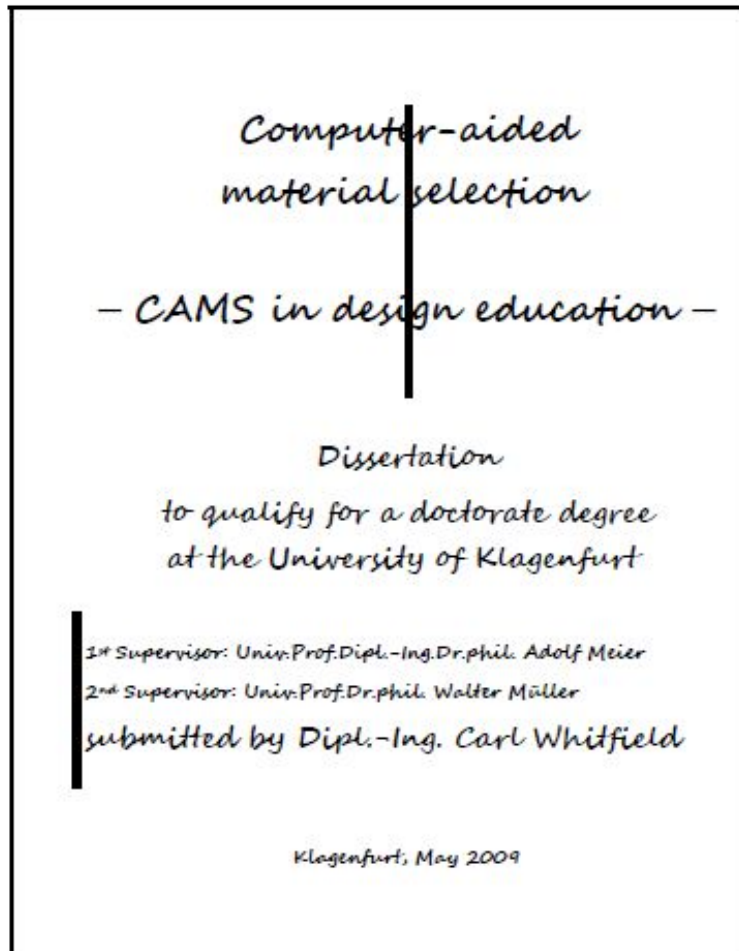 Computer-aided
material selection
– CAMS in design education –
Dissertation
to qualify for a doctorate degree
at the University of Klagenfurt
1st Supervisor: Univ.Prof.Dipl.-Ing.Dr.phil. Adolf Meier
2nd Supervisor: Univ.Prof.Dr.phil. Walter Müller
submitted by Dipl.-Ing. Carl Whitfield
Klagenfurt, May 2009